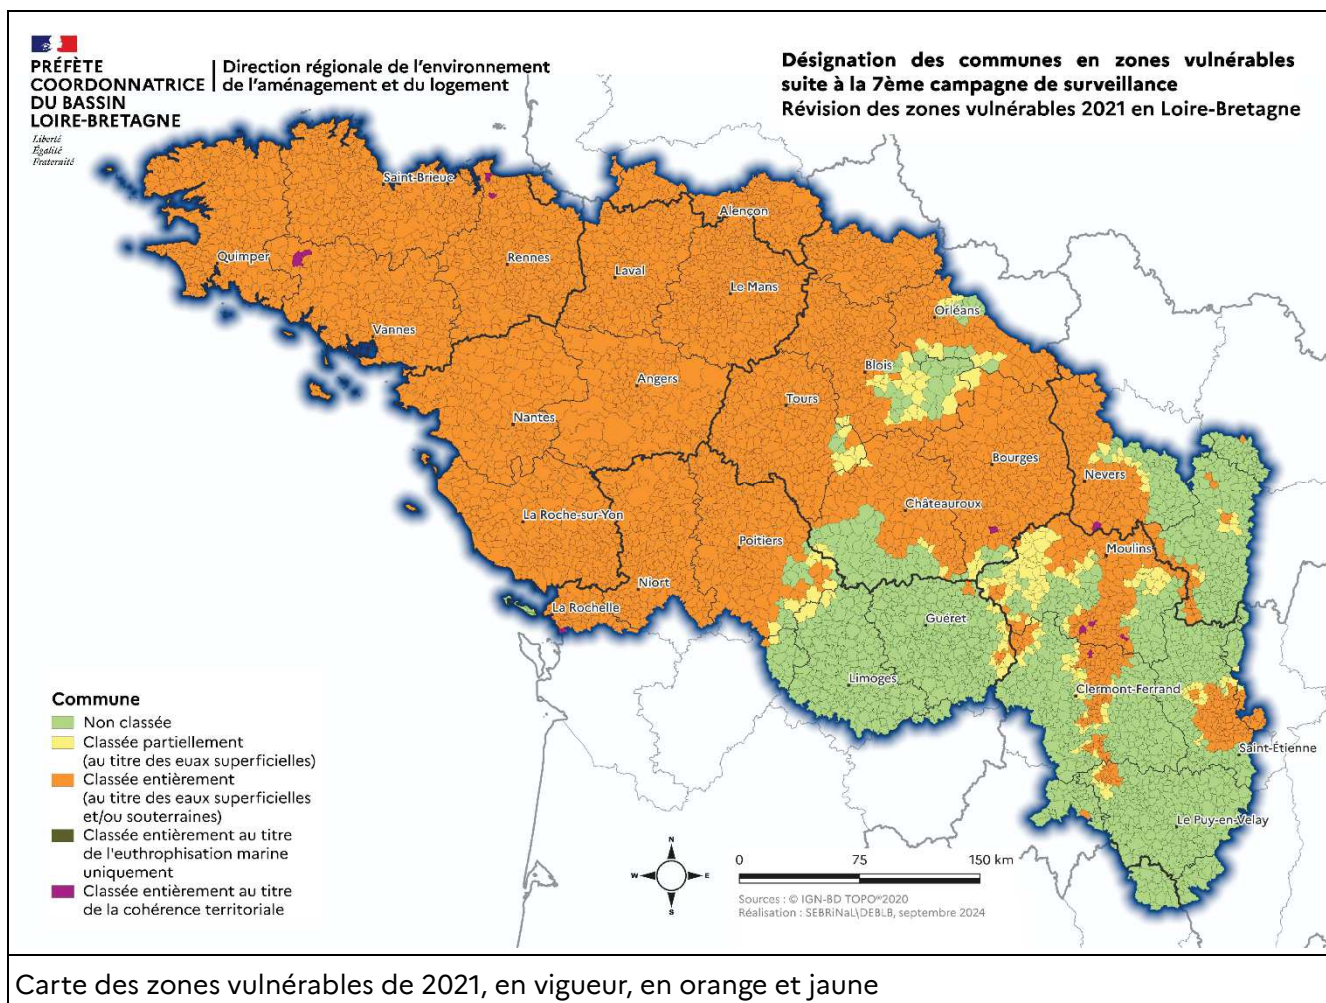 PRÉFÈTE
COORDONNATRICE
DU BASSIN
LOIRE-BRETAGNE
Liberté
Égalité
Fraternité
Direction régionale de l'environnement
de l'aménagement et du logement
Désignation des communes en zones vulnérables
suite à la 7ème campagne de surveillance
Révision des zones vulnérables 2021 en Loire-Bretagne
Saint-Brieuc
Alençon
Quimper
Rennes
Laval
Le Mans
Orléans
Vannes
Blois
Angers
Tours
Nantes
Bourges
Nevers
Châteauroux
La Roche-sur-Yon
Poitiers
Moulins
Niort
La Rochelle
Guéret
Limoges
Clermont-Ferrand
Saint-Étienne
Le Puy-en-Velay
Commune
Non classée
Classée partiellement
(au titre des euax superficielles)
Classée entièrement
(au titre des eaux superficielles
et/ou souterraines)
Classée entièrement au titre
de l'euthrophisation marine
uniquement
Classée entièrement au titre
de la cohérence territoriale
N
W E
S
0 75 150 km
Sources : © IGN-BD TOPO®2020
Réalisation : SEBRiNaL\DEBLB, septembre 2024
Carte des zones vulnérables de 2021, en vigueur, en orange et jaune